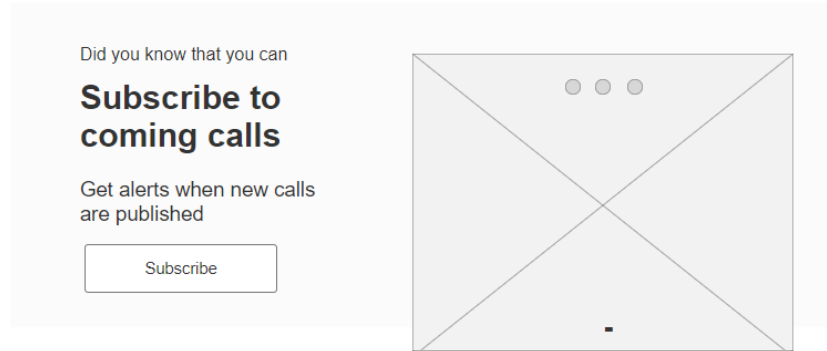 Did you know that you can
Subscribe to
coming calls
Get alerts when new calls
are published
Subscribe
-